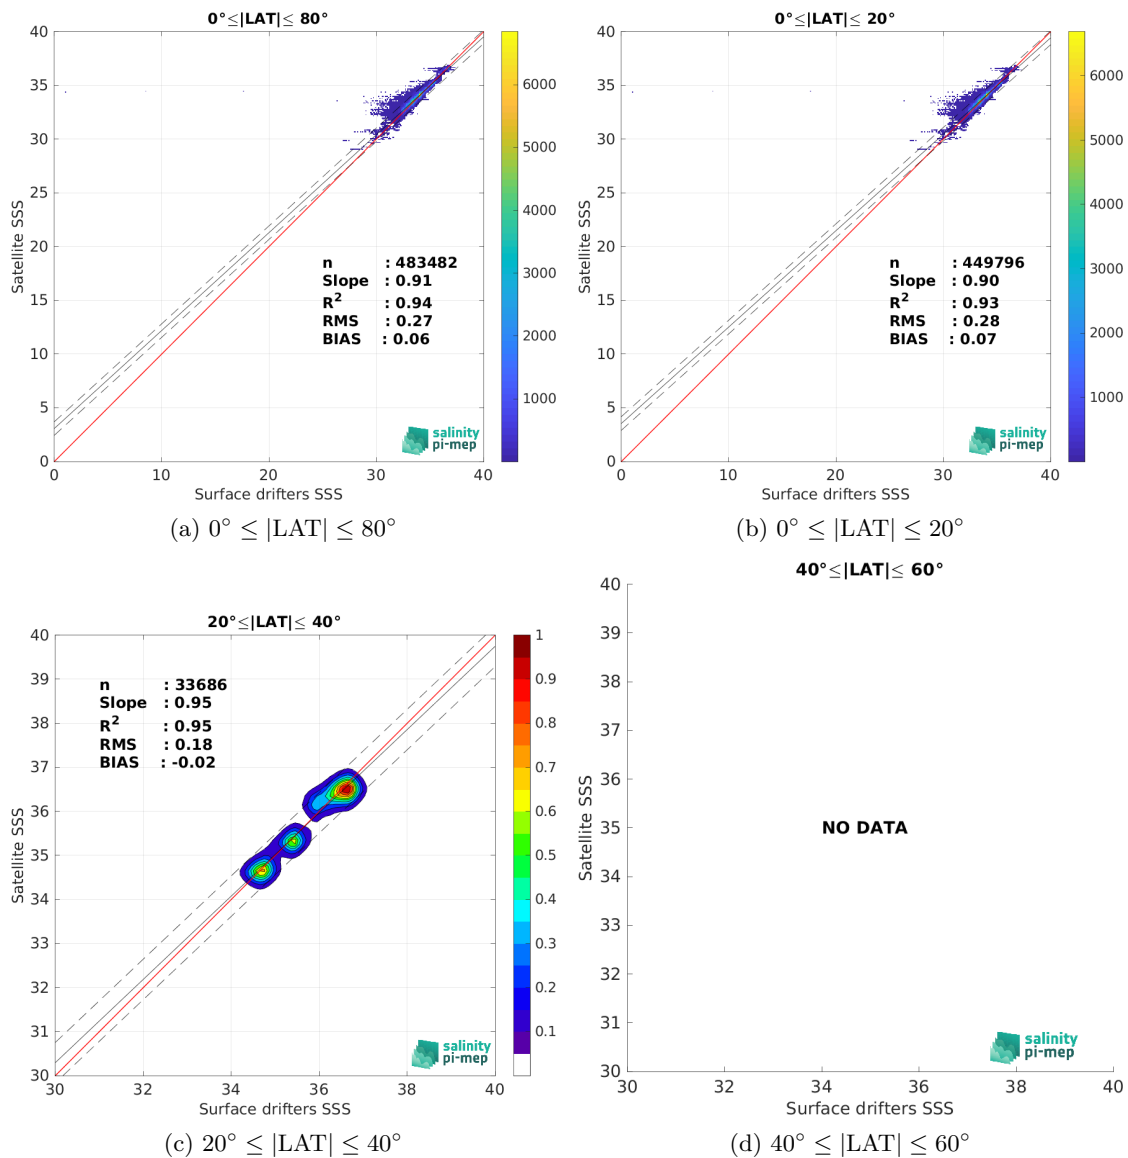 0°≤|LAT|≤ 80°
40
35
30
25
20
15
10
5
0
Satellite SSS
n : 483482
Slope : 0.91
R² : 0.94
RMS : 0.27
BIAS : 0.06
salinity
pi-mep
0 10 20 30 40
Surface drifters SSS
6000
5000
4000
3000
2000
1000
(a) 0° ≤ |LAT| ≤ 80°
0°≤|LAT|≤ 20°
40
35
30
25
20
15
10
5
0
Satellite SSS
n : 449796
Slope : 0.90
R² : 0.93
RMS : 0.28
BIAS : 0.07
salinity
pi-mep
0 10 20 30 40
Surface drifters SSS
6000
5000
4000
3000
2000
1000
(b) 0° ≤ |LAT| ≤ 20°
20°≤|LAT|≤ 40°
40
39
38
37
36
35
34
33
32
31
30
Satellite SSS
n : 33686
Slope : 0.95
R² : 0.95
RMS : 0.18
BIAS : -0.02
salinity
pi-mep
30 32 34 36 38 40
Surface drifters SSS
1
0.9
0.8
0.7
0.6
0.5
0.4
0.3
0.2
0.1
(c) 20° ≤ |LAT| ≤ 40°
40°≤|LAT|≤ 60°
40
39
38
37
36
35
34
33
32
31
30
Satellite SSS
NO DATA
salinity
pi-mep
30 32 34 36 38 40
Surface drifters SSS
(d) 40° ≤ |LAT| ≤ 60°